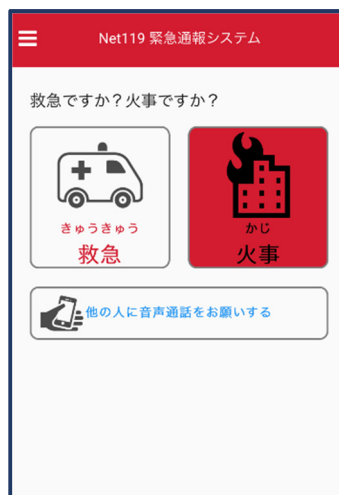 Net119 緊急通報システム
救急ですか？火事ですか？
きゅうきゅう
救急
かじ
火事
他の人に音声通話をお願いする